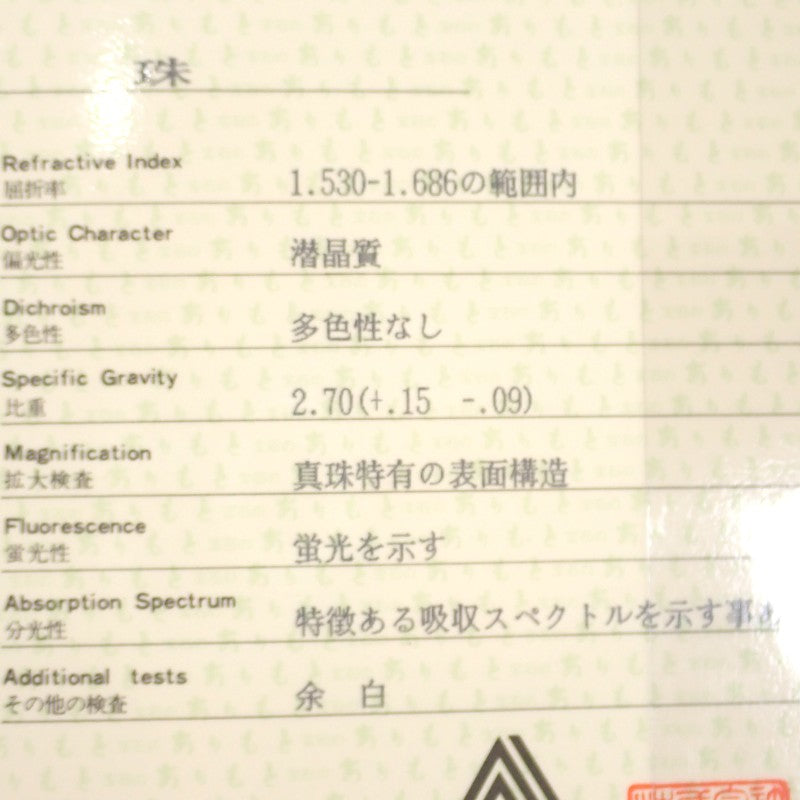 珠
Refractive Index
屈折率
1.530-1.686の範囲内
Optic Character
偏光性
潜晶質
Dichroism
多色性
多色性なし
Specific Gravity
比重
2.70(+.15 -.09)
Magnification
拡大検査
真珠特有の表面構造
Fluorescence
蛍光性
蛍光を示す
Absorption Spectrum
分光性
特徴ある吸収スペクトルを示す事あ
Additional tests
その他の検査
余 白